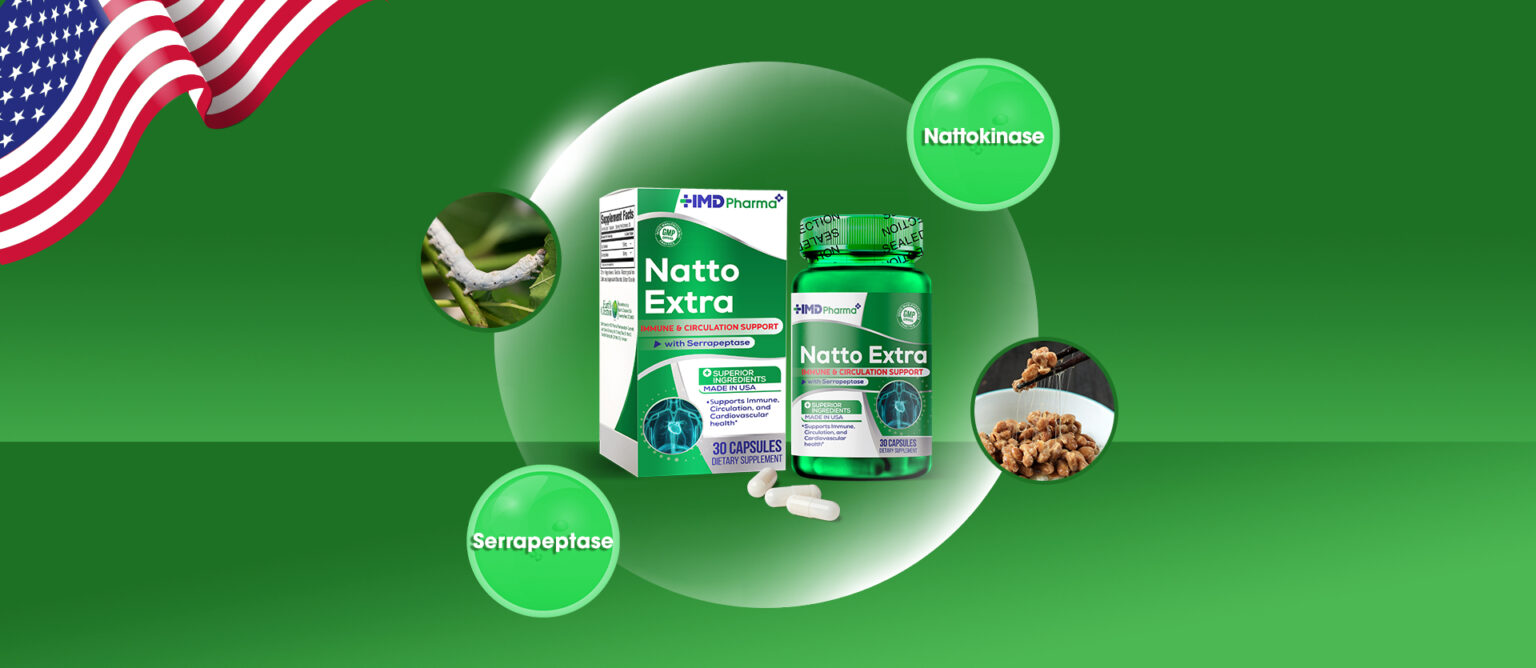 Nattokinase
Serrapeptase
Supplement Facts
IMD Pharma
GMP
Natto
Extra
IMMUNE & CIRCULATION SUPPORT
with Serrapeptase
SUPERIOR
INGREDIENTS
MADE IN USA
•Supports Immune,
Circulation, and
Cardiovascular
health*
30 CAPSULES
DIETARY SUPPLEMENT
SEALED
IMD Pharma
GMP
Natto Extra
IMMUNE & CIRCULATION SUPPORT
with Serrapeptase
SUPERIOR
INGREDIENTS
MADE IN USA
•Supports Immune,
Circulation, and
Cardiovascular
health*
30 CAPSULES
DIETARY SUPPLEMENT